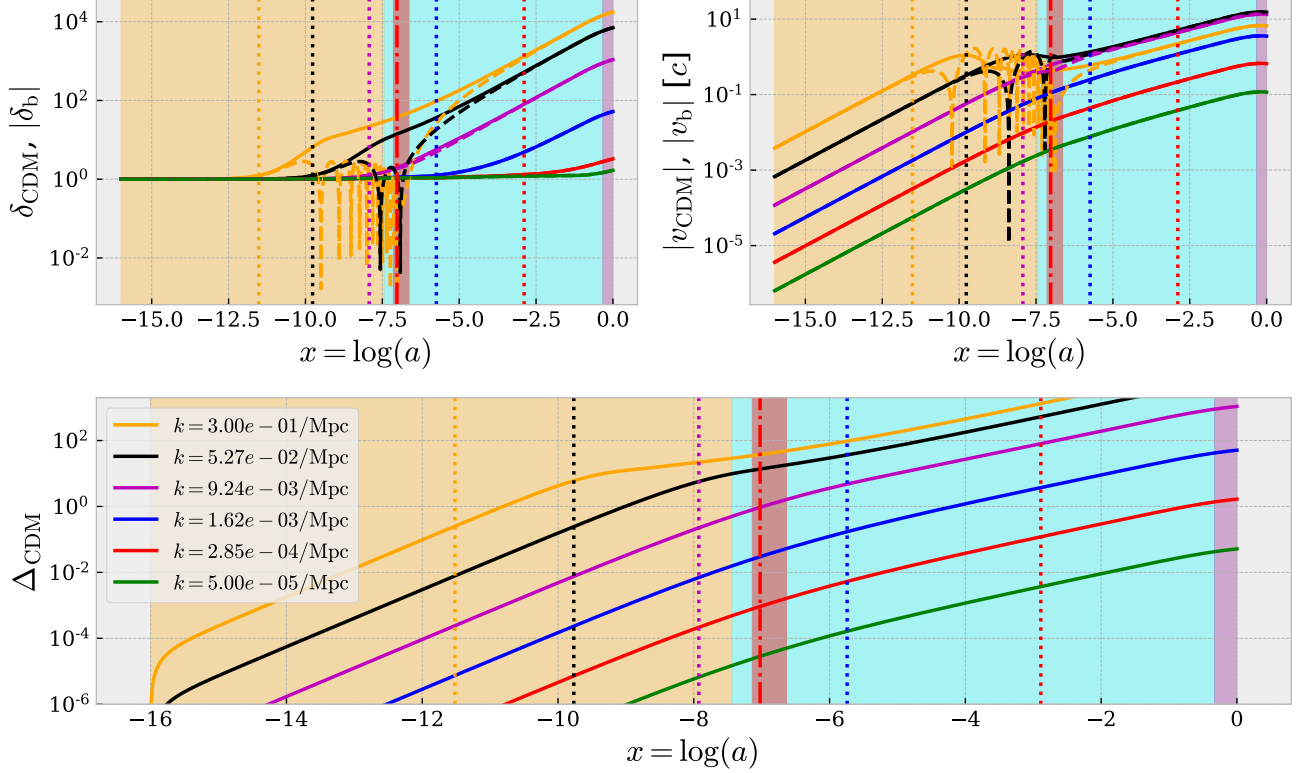 δ_CDM, |δ_b|
10^4
10^2
10^0
10^−2
−15.0 −12.5 −10.0 −7.5 −5.0 −2.5 0.0
x = log(a)
|v_CDM|, |v_b| [c]
10^1
10^−1
10^−3
10^−5
−15.0 −12.5 −10.0 −7.5 −5.0 −2.5 0.0
x = log(a)
Δ_CDM
10^2
10^0
10^−2
10^−4
10^−6
k = 3.00e − 01/Mpc
k = 5.27e − 02/Mpc
k = 9.24e − 03/Mpc
k = 1.62e − 03/Mpc
k = 2.85e − 04/Mpc
k = 5.00e − 05/Mpc
−16 −14 −12 −10 −8 −6 −4 −2 0
x = log(a)